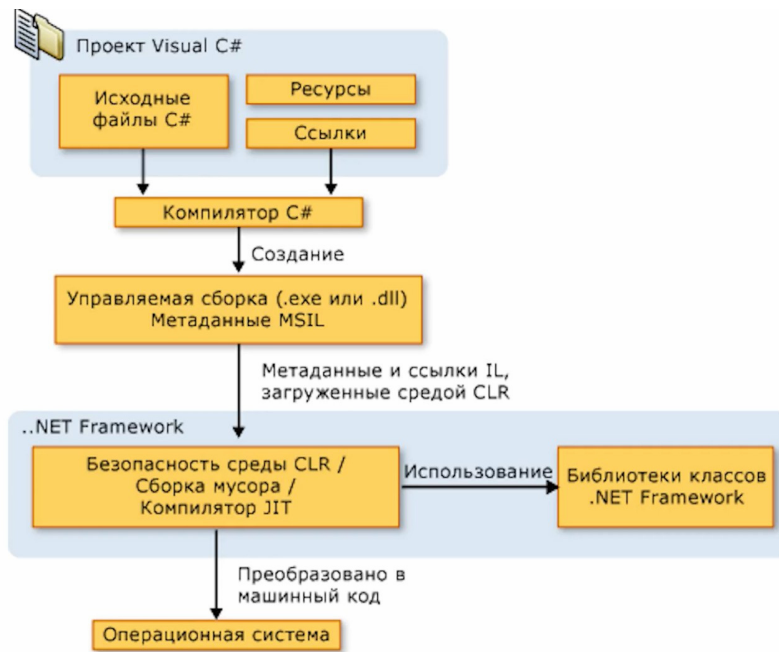 Проект Visual C#
Исходные
файлы C#
Ресурсы
Ссылки
Компилятор C#
Создание
Управляемая сборка (.exe или .dll)
Метаданные MSIL
Метаданные и ссылки IL,
загруженные средой CLR
..NET Framework
Безопасность среды CLR /
Сборка мусора /
Компилятор JIT
Использование
Библиотеки классов
.NET Framework
Преобразовано в
машинный код
Операционная система